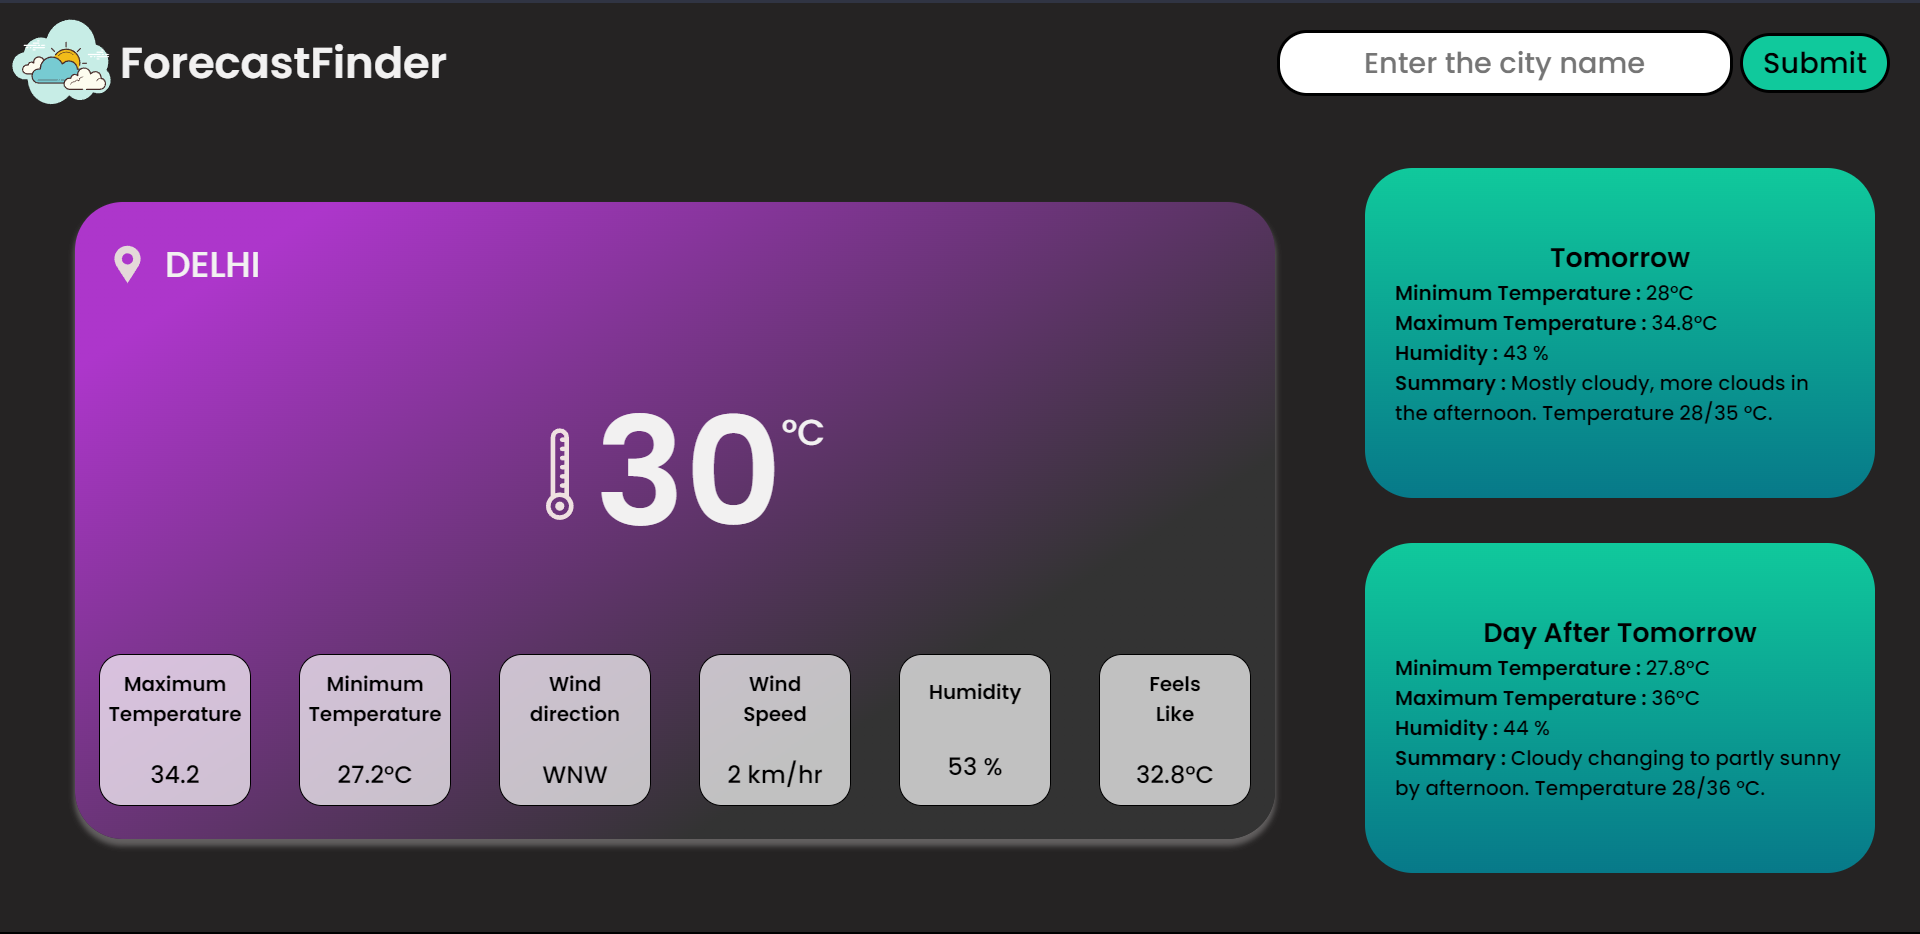 ForecastFinder
Enter the city name
Submit
DELHI
30 °C
Maximum
Temperature
34.2
Minimum
Temperature
27.2°C
Wind
direction
WNW
Wind
Speed
2 km/hr
Humidity
53 %
Feels
Like
32.8°C
Tomorrow
Minimum Temperature : 28°C
Maximum Temperature : 34.8°C
Humidity : 43 %
Summary : Mostly cloudy, more clouds in
the afternoon. Temperature 28/35 °C.
Day After Tomorrow
Minimum Temperature : 27.8°C
Maximum Temperature : 36°C
Humidity : 44 %
Summary : Cloudy changing to partly sunny
by afternoon. Temperature 28/36 °C.